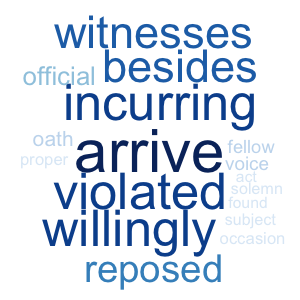 witnesses
official besides
incurring
oath arrive fellow
proper voice
violated act
solemn
willingly found
subject
occasion
reposed